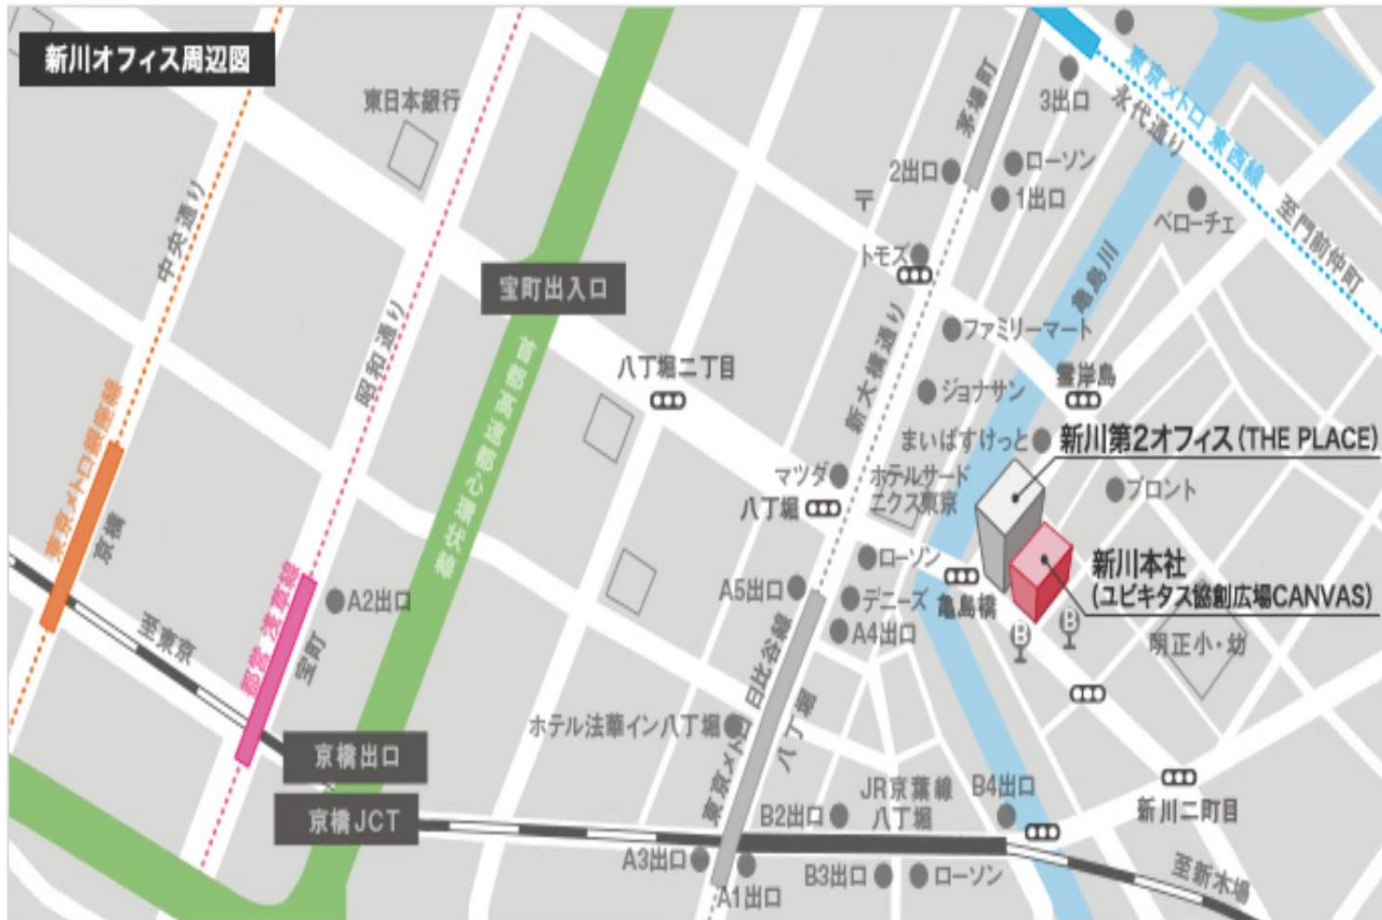 新川オフィス周辺図
東日本銀行
中央通り
昭和通り
宝町出入口
首都高速都心環状線
八丁堀二丁目
茅場町
3出口
東京メトロ 東西線
永代通り
至門前仲町
2出口
ローソン
1出口
〒
トモズ
ベローチェ
亀島川
ファミリーマート
新大橋通り
ジョナサン
霊岸島
まいばすけっと
新川第2オフィス(THE PLACE)
マツダ
ホテルサード
ニクス東京
八丁堀
プロント
東京メトロ銀座線
京橋
ローソン
新川本社
(ユビキタス協創広場CANVAS)
A5出口
デニーズ
亀島橋
A4出口
B
B
明正小・幼
A2出口
都営 浅草線
宝町
至東京
ホテル法華イン八丁堀
東京メトロ 日比谷線
八丁堀
京橋出口
京橋JCT
JR京葉線
八丁堀
B4出口
B2出口
新川二町目
A3出口
A1出口
B3出口
ローソン
至新木場